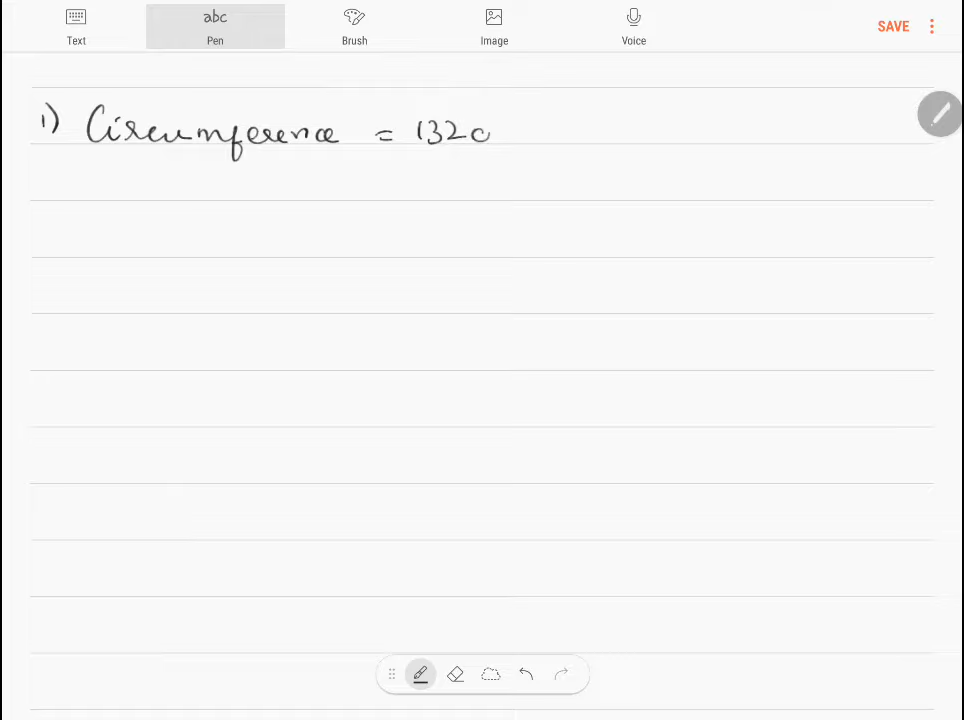 Text
abc
Pen
Brush
Image
Voice
SAVE
1) Circumference = 132c